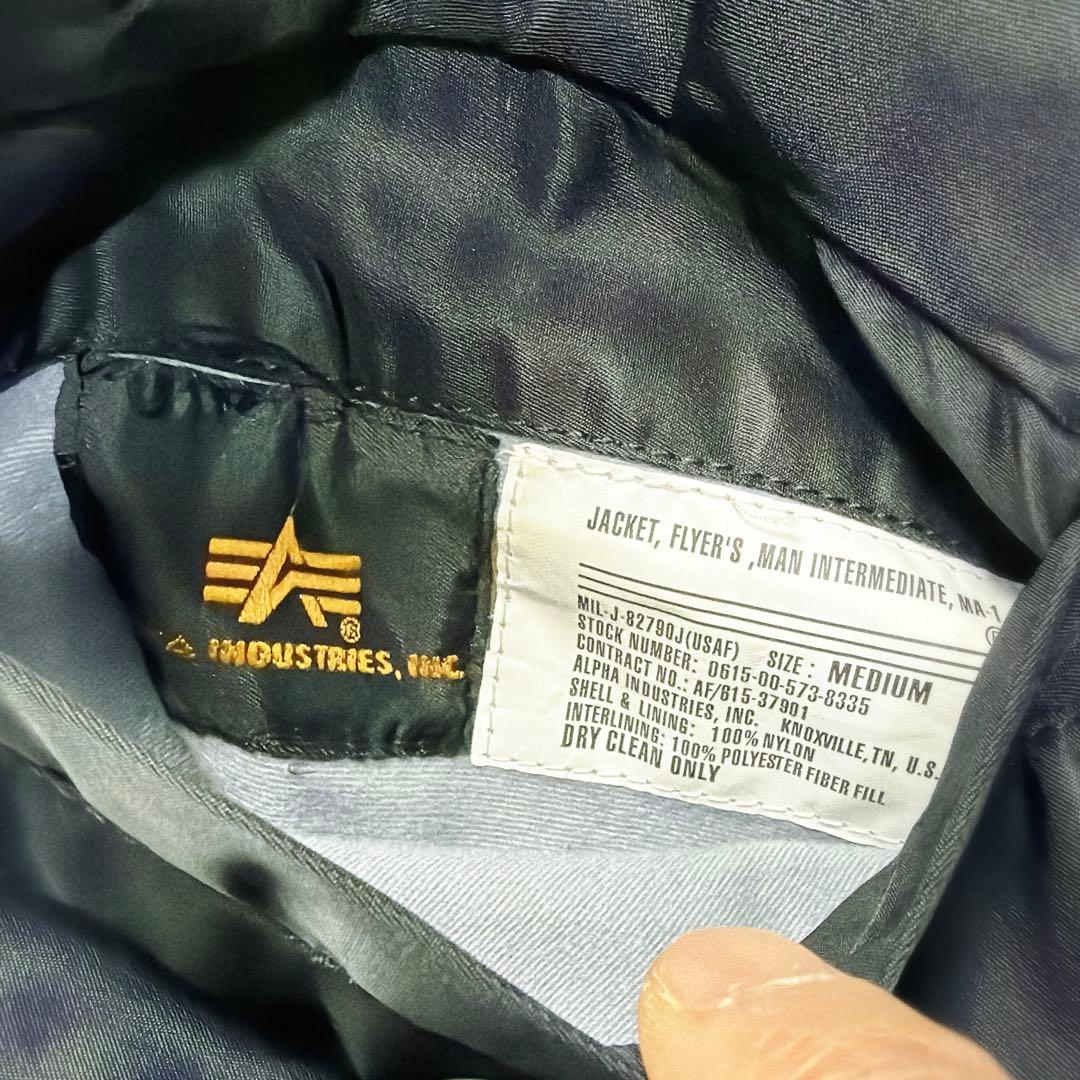 INDUSTRIES, INC.
JACKET, FLYER'S ,MAN INTERMEDIATE, MA-1
MIL-J-82790J(USAF) SIZE: MEDIUM
STOCK NUMBER: 0615-00-573-8335
CONTRACT NO.: AF/615-37901
ALPHA INDUSTRIES, INC. KNOXVILLE, TN, U.S.
SHELL & LINING: 100% NYLON
INTERLINING: 100% POLYESTER FIBER FILL
DRY CLEAN ONLY